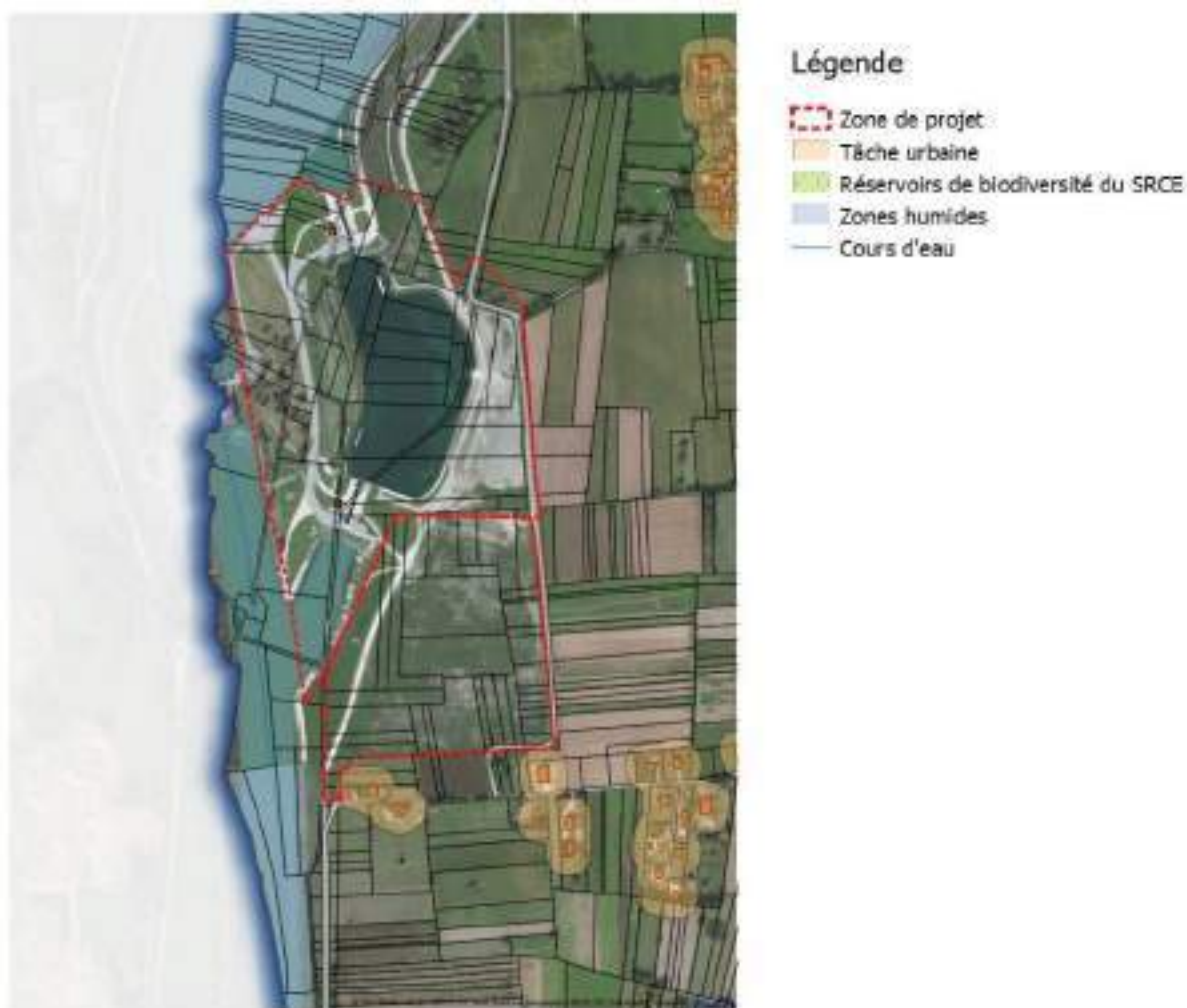 Légende
Zone de projet
Tâche urbaine
Réservoirs de biodiversité du SRCE
Zones humides
Cours d'eau